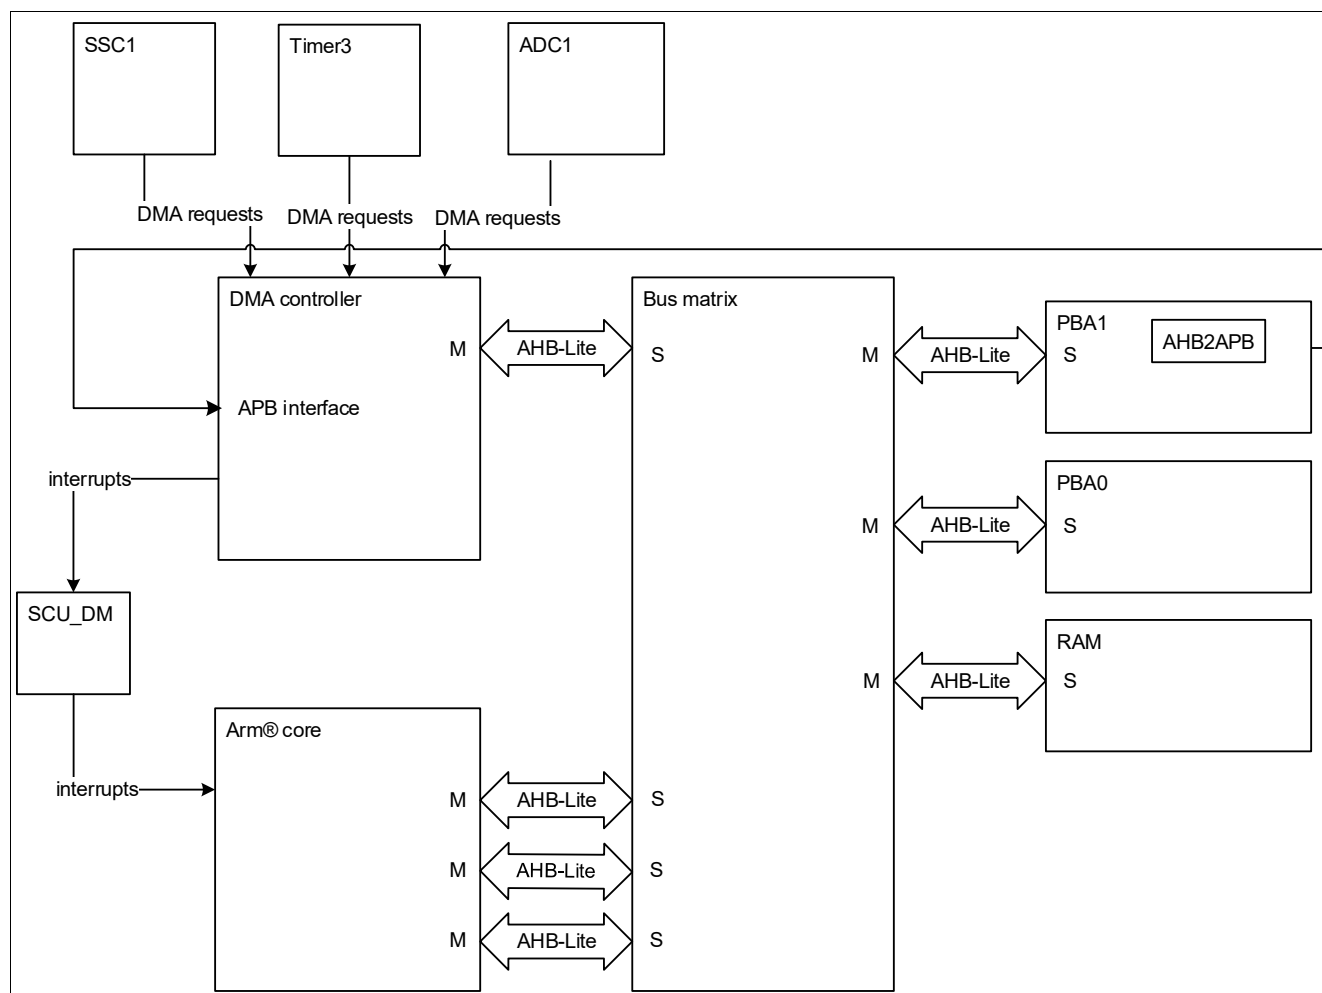 SSC1
Timer3
ADC1
DMA requests
DMA requests
DMA requests
DMA controller
M
APB interface
AHB-Lite
Bus matrix
S
M
AHB-Lite
PBA1
S
AHB2APB
interrupts
M
AHB-Lite
PBA0
S
SCU_DM
M
AHB-Lite
RAM
S
interrupts
Arm® core
M
AHB-Lite
S
M
AHB-Lite
S
M
AHB-Lite
S